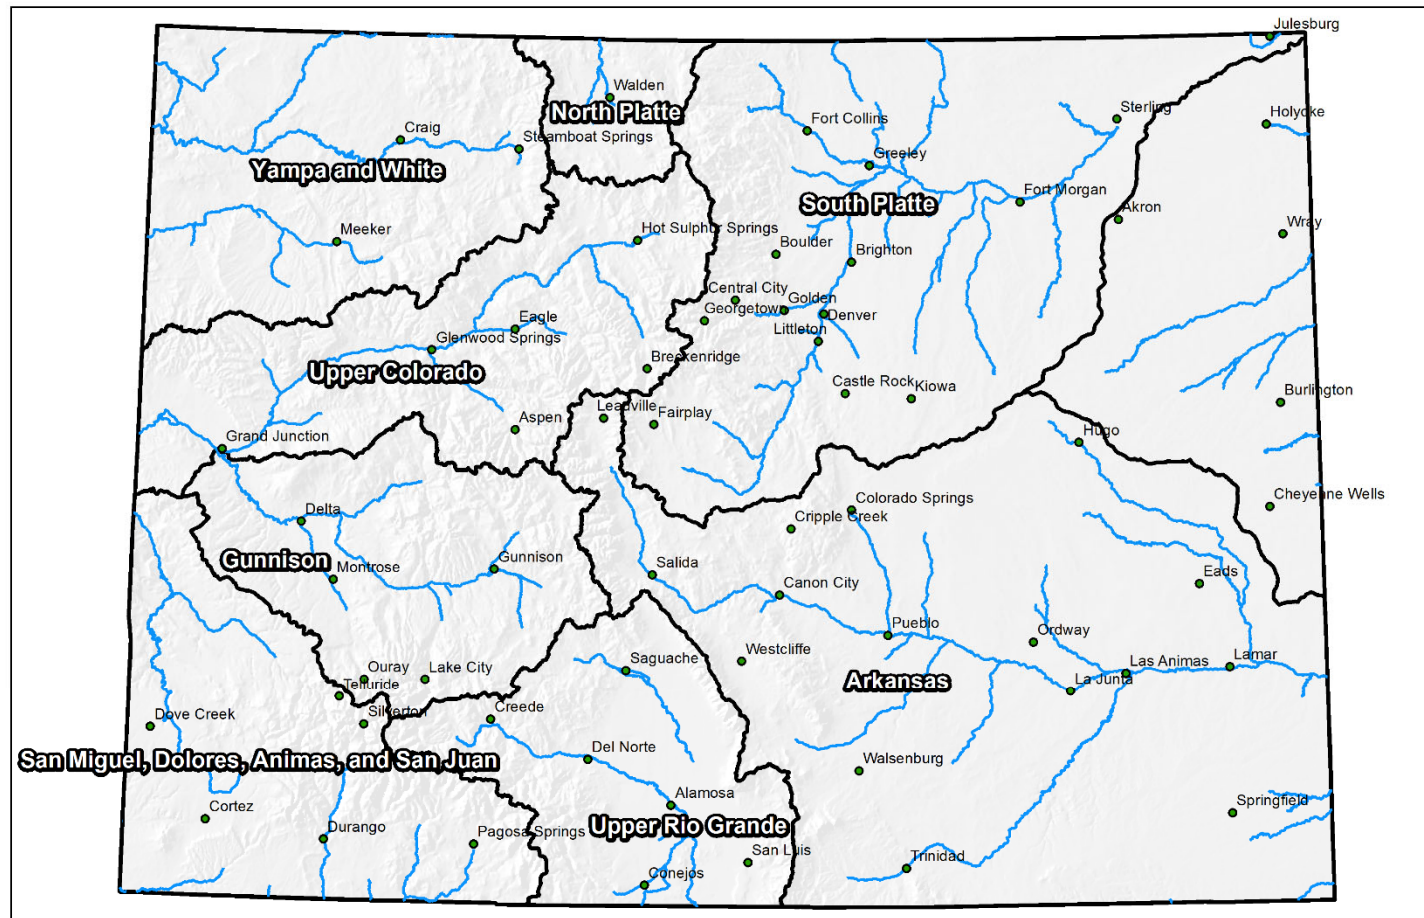 Julesburg
Walden
North Platte
Sterling
Holyoke
Craig
Steamboat Springs
Fort Collins
Greeley
Yampa and White
South Platte
Fort Morgan
Akron
Wray
Meeker
Hot Sulphur Springs
Boulder
Brighton
Central City
Golden
Georgetown
Denver
Eagle
Littleton
Glenwood Springs
Upper Colorado
Breckenridge
Castle Rock
Kiowa
Burlington
Aspen
Leadville
Fairplay
Grand Junction
Hugo
Delta
Colorado Springs
Cripple Creek
Cheyenne Wells
Gunnison
Montrose
Gunnison
Salida
Canon City
Eads
Pueblo
Ordway
Westcliffe
Saguache
Ouray
Lake City
Telluride
Arkansas
Las Animas
Lamar
La Junta
Dove Creek
Silverton
Creede
San Miguel, Dolores, Animas, and San Juan
Del Norte
Walsenburg
Cortez
Alamosa
Springfield
Durango
Pagosa Springs
Upper Rio Grande
San Luis
Trinidad
Conejos